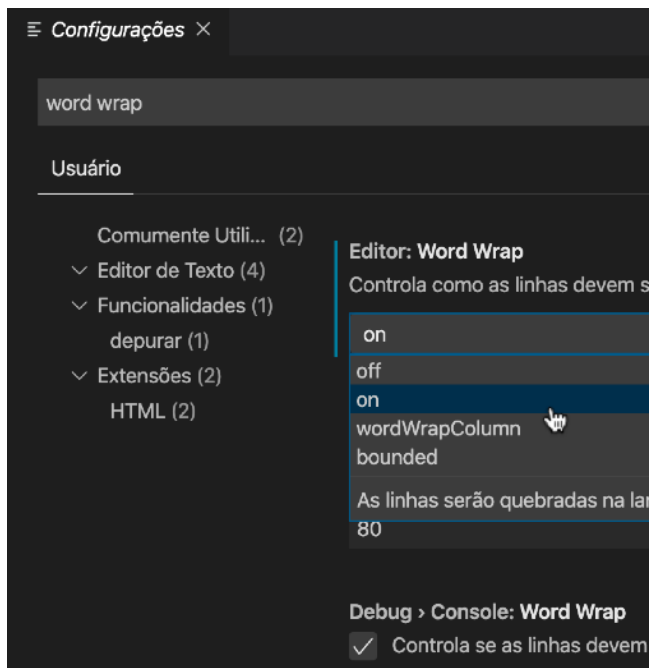 Configurações
word wrap
Usuário
Comumente Utili... (2)
Editor de Texto (4)
Funcionalidades (1)
depurar (1)
Extensões (2)
HTML (2)
Editor: Word Wrap
Controla como as linhas devem s
on
off
on
wordWrapColumn
bounded
As linhas serão quebradas na lar
80
Debug › Console: Word Wrap
Controla se as linhas devem